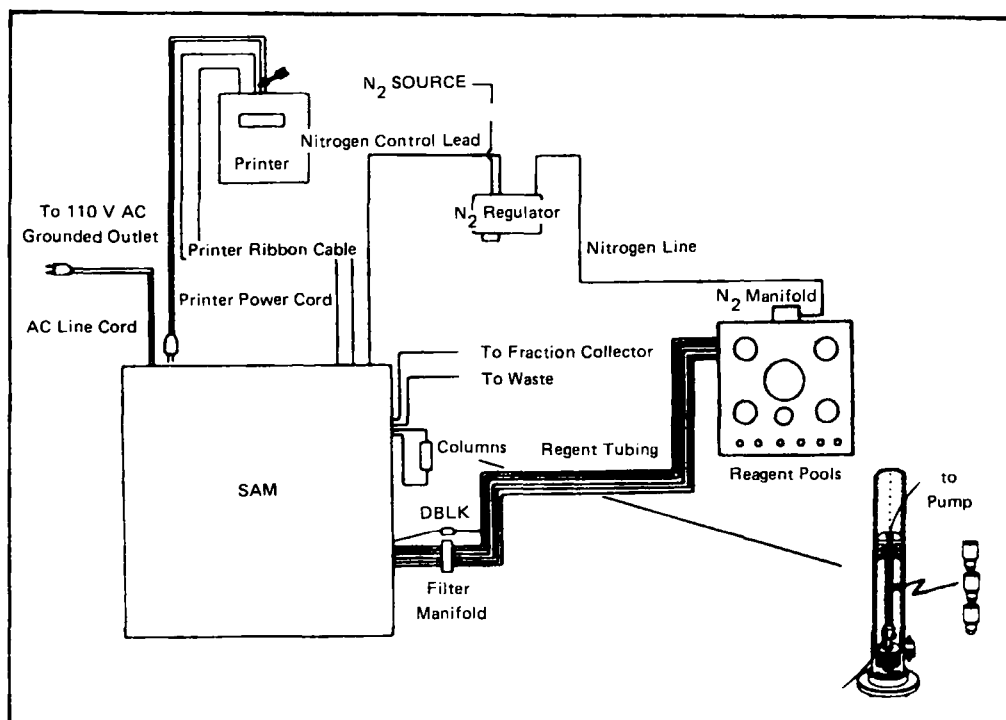 N2 SOURCE
Nitrogen Control Lead
Printer
To 110 V AC
Grounded Outlet
N2 Regulator
Printer Ribbon Cable
Nitrogen Line
Printer Power Cord
N2 Manifold
AC Line Cord
To Fraction Collector
To Waste
Columns
Regent Tubing
Reagent Pools
SAM
DBLK
to
Pump
Filter
Manifold